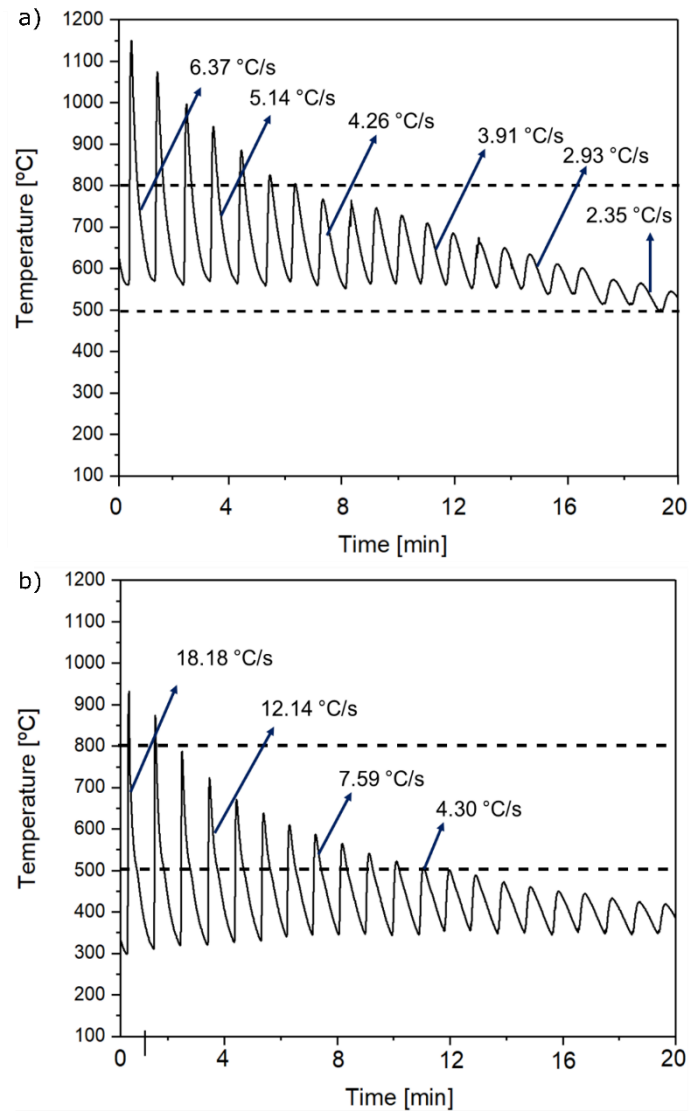 a)
1200
1100
1000
900
800
700
600
500
400
300
200
100
Temperature [ºC]
6.37 °C/s
5.14 °C/s
4.26 °C/s
3.91 °C/s
2.93 °C/s
2.35 °C/s
0 4 8 12 16 20
Time [min]
b)
1200
1100
1000
900
800
700
600
500
400
300
200
100
Temperature [ºC]
18.18 °C/s
12.14 °C/s
7.59 °C/s
4.30 °C/s
0 4 8 12 16 20
Time [min]